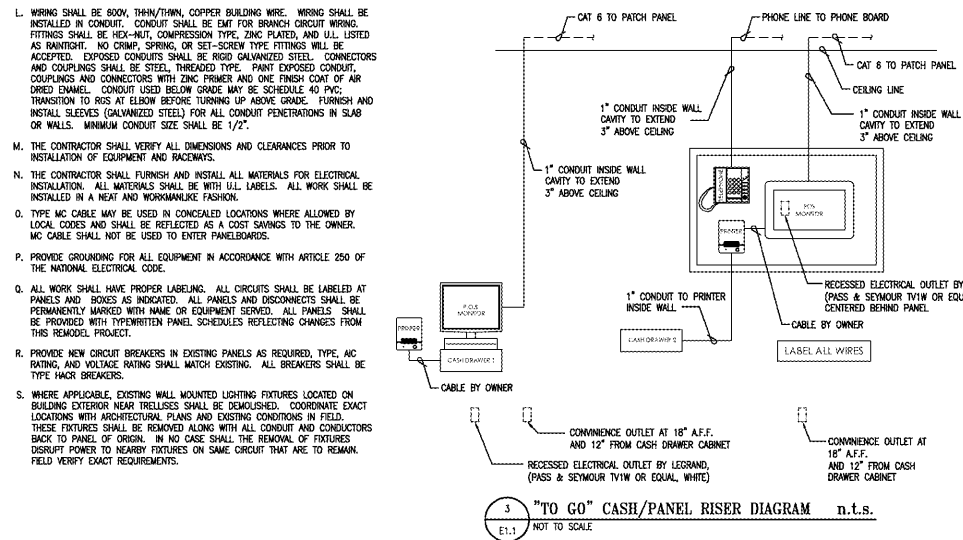 L. WIRING SHALL BE 600V, THHN/THWN, COPPER BUILDING WIRE. WIRING SHALL BE
INSTALLED IN CONDUIT. CONDUIT SHALL BE EMT FOR BRANCH CIRCUIT WIRING.
FITTINGS SHALL BE HEX-NUT, COMPRESSION TYPE, ZINC PLATED, AND U.L. LISTED
AS RAINTIGHT. NO CRIMP, SPRING, OR SET-SCREW TYPE FITTINGS WILL BE
ACCEPTED. EXPOSED CONDUITS SHALL BE RIGID GALVANIZED STEEL. CONNECTORS
AND COUPLINGS SHALL BE STEEL, THREADED TYPE. PAINT EXPOSED CONDUIT,
COUPLINGS AND CONNECTORS WITH ZINC PRIMER AND ONE FINISH COAT OF AIR
DRIED ENAMEL. CONDUIT USED BELOW GRADE MAY BE SCHEDULE 40 PVC;
TRANSITION TO RGS AT ELBOW BEFORE TURNING UP ABOVE GRADE. FURNISH AND
INSTALL SLEEVES (GALVANIZED STEEL) FOR ALL CONDUIT PENETRATIONS IN SLAB
OR WALLS. MINIMUM CONDUIT SIZE SHALL BE 1/2".
M. THE CONTRACTOR SHALL VERIFY ALL DIMENSIONS AND CLEARANCES PRIOR TO
INSTALLATION OF EQUIPMENT AND RACEWAYS.
N. THE CONTRACTOR SHALL FURNISH AND INSTALL ALL MATERIALS FOR ELECTRICAL
INSTALLATION. ALL MATERIALS SHALL BE WITH U.L. LABELS. ALL WORK SHALL BE
INSTALLED IN A NEAT AND WORKMANLIKE FASHION.
O. TYPE MC CABLE MAY BE USED IN CONCEALED LOCATIONS WHERE ALLOWED BY
LOCAL CODES AND SHALL BE REFLECTED AS A COST SAVINGS TO THE OWNER.
MC CABLE SHALL NOT BE USED TO ENTER PANELBOARDS.
P. PROVIDE GROUNDING FOR ALL EQUIPMENT IN ACCORDANCE WITH ARTICLE 250 OF
THE NATIONAL ELECTRICAL CODE.
Q. ALL WORK SHALL HAVE PROPER LABELING. ALL CIRCUITS SHALL BE LABELED AT
PANELS AND BOXES AS INDICATED. ALL PANELS AND DISCONNECTS SHALL BE
PERMANENTLY MARKED WITH NAME OR EQUIPMENT SERVED. ALL PANELS SHALL
BE PROVIDED WITH TYPEWRITTEN PANEL SCHEDULES REFLECTING CHANGES FROM
THIS REMODEL PROJECT.
R. PROVIDE NEW CIRCUIT BREAKERS IN EXISTING PANELS AS REQUIRED, TYPE, AIC
RATING, AND VOLTAGE RATING SHALL MATCH EXISTING. ALL BREAKERS SHALL BE
TYPE HACR BREAKERS.
S. WHERE APPLICABLE, EXISTING WALL MOUNTED LIGHTING FIXTURES LOCATED ON
BUILDING EXTERIOR NEAR TRELLISES SHALL BE DEMOLISHED. COORDINATE EXACT
LOCATIONS WITH ARCHITECTURAL PLANS AND EXISTING CONDITIONS IN FIELD.
THESE FIXTURES SHALL BE REMOVED ALONG WITH ALL CONDUIT AND CONDUCTORS
BACK TO PANEL OF ORIGIN. IN NO CASE SHALL THE REMOVAL OF FIXTURES
DISRUPT POWER TO NEARBY FIXTURES ON SAME CIRCUIT THAT ARE TO REMAIN.
FIELD VERIFY EXACT REQUIREMENTS.
CAT 6 TO PATCH PANEL
PHONE LINE TO PHONE BOARD
CAT 6 TO PATCH PANEL
CEILING LINE
1" CONDUIT INSIDE WALL
CAVITY TO EXTEND
3" ABOVE CEILING
1" CONDUIT INSIDE WALL
CAVITY TO EXTEND
3" ABOVE CEILING
1" CONDUIT INSIDE WALL
CAVITY TO EXTEND
3" ABOVE CEILING
POS
MONITOR
PRINTER
RECESSED ELECTRICAL OUTLET BY
(PASS & SEYMOUR TV1W OR EQU
CENTERED BEHIND PANEL
1" CONDUIT TO PRINTER
INSIDE WALL
CABLE BY OWNER
CASH DRAWER 2
LABEL ALL WIRES
P.O.S
MONITOR
PRINTER
CASH DRAWER 1
CABLE BY OWNER
CONVINIENCE OUTLET AT 18" A.F.F.
AND 12" FROM CASH DRAWER CABINET
RECESSED ELECTRICAL OUTLET BY LEGRAND,
(PASS & SEYMOUR TV1W OR EQUAL, WHITE)
CONVINIENCE OUTLET AT
18" A.F.F.
AND 12" FROM CASH
DRAWER CABINET
3
E1.1
"TO GO" CASH/PANEL RISER DIAGRAM n.t.s.
NOT TO SCALE